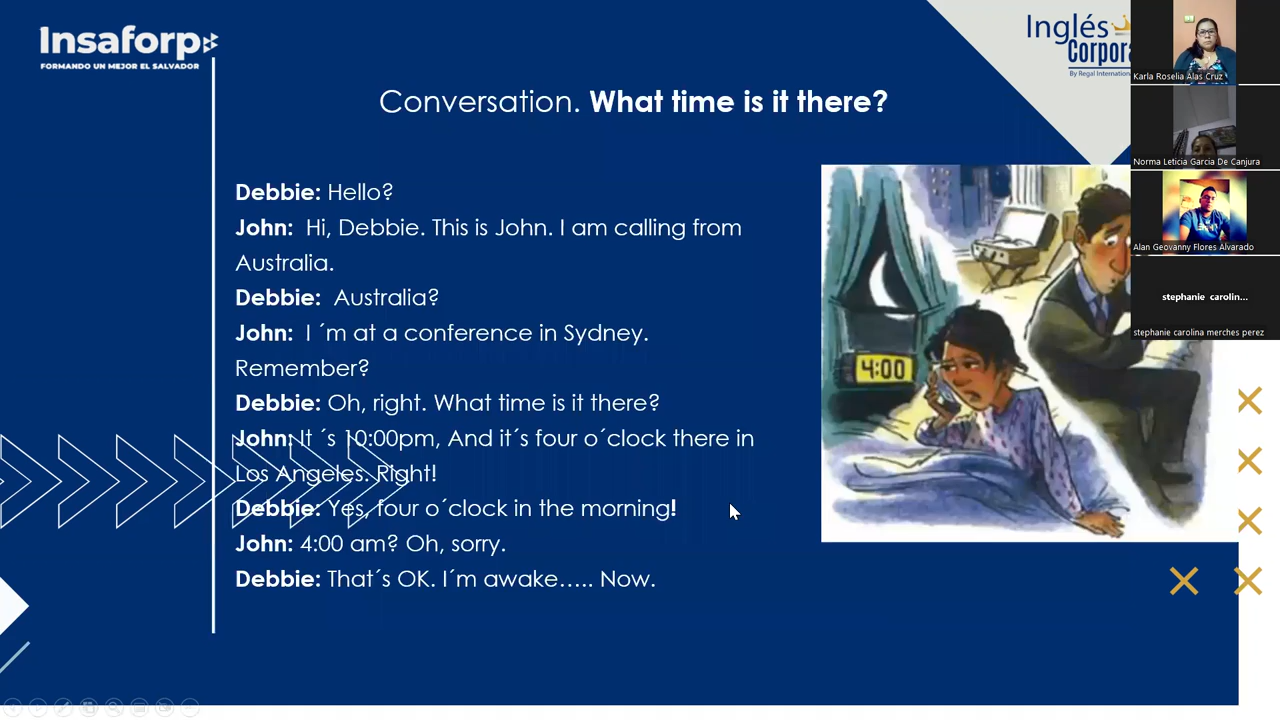 Insaforp
FORMANDO UN MEJOR EL SALVADOR
Inglés
Corpora
By Regal Internation
Conversation. What time is it there?
Debbie: Hello?
John: Hi, Debbie. This is John. I am calling from
Australia.
Debbie: Australia?
John: I ´m at a conference in Sydney.
Remember?
Debbie: Oh, right. What time is it there?
John: It ´s 10:00pm, And it´s four o´clock there in
Los Angeles. Right!
Debbie: Yes, four o´clock in the morning!
John: 4:00 am? Oh, sorry.
Debbie: That´s OK. I´m awake….. Now.
4:00
Karla Roselia Alas Cruz
Norma Leticia Garcia De Canjura
Alan Geovanny Flores Alvarado
stephanie carolin...
stephanie carolina merches perez